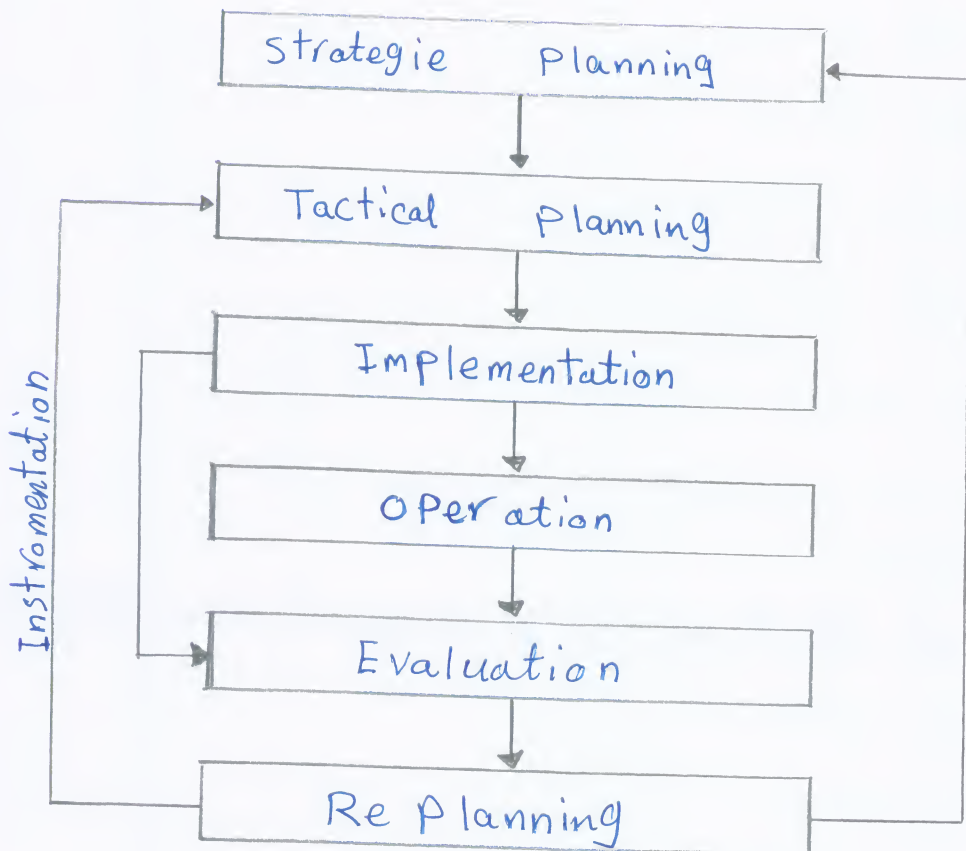 Strategie Planning
Tactical Planning
Implementation
Operation
Evaluation
Re Planning
Instromentation